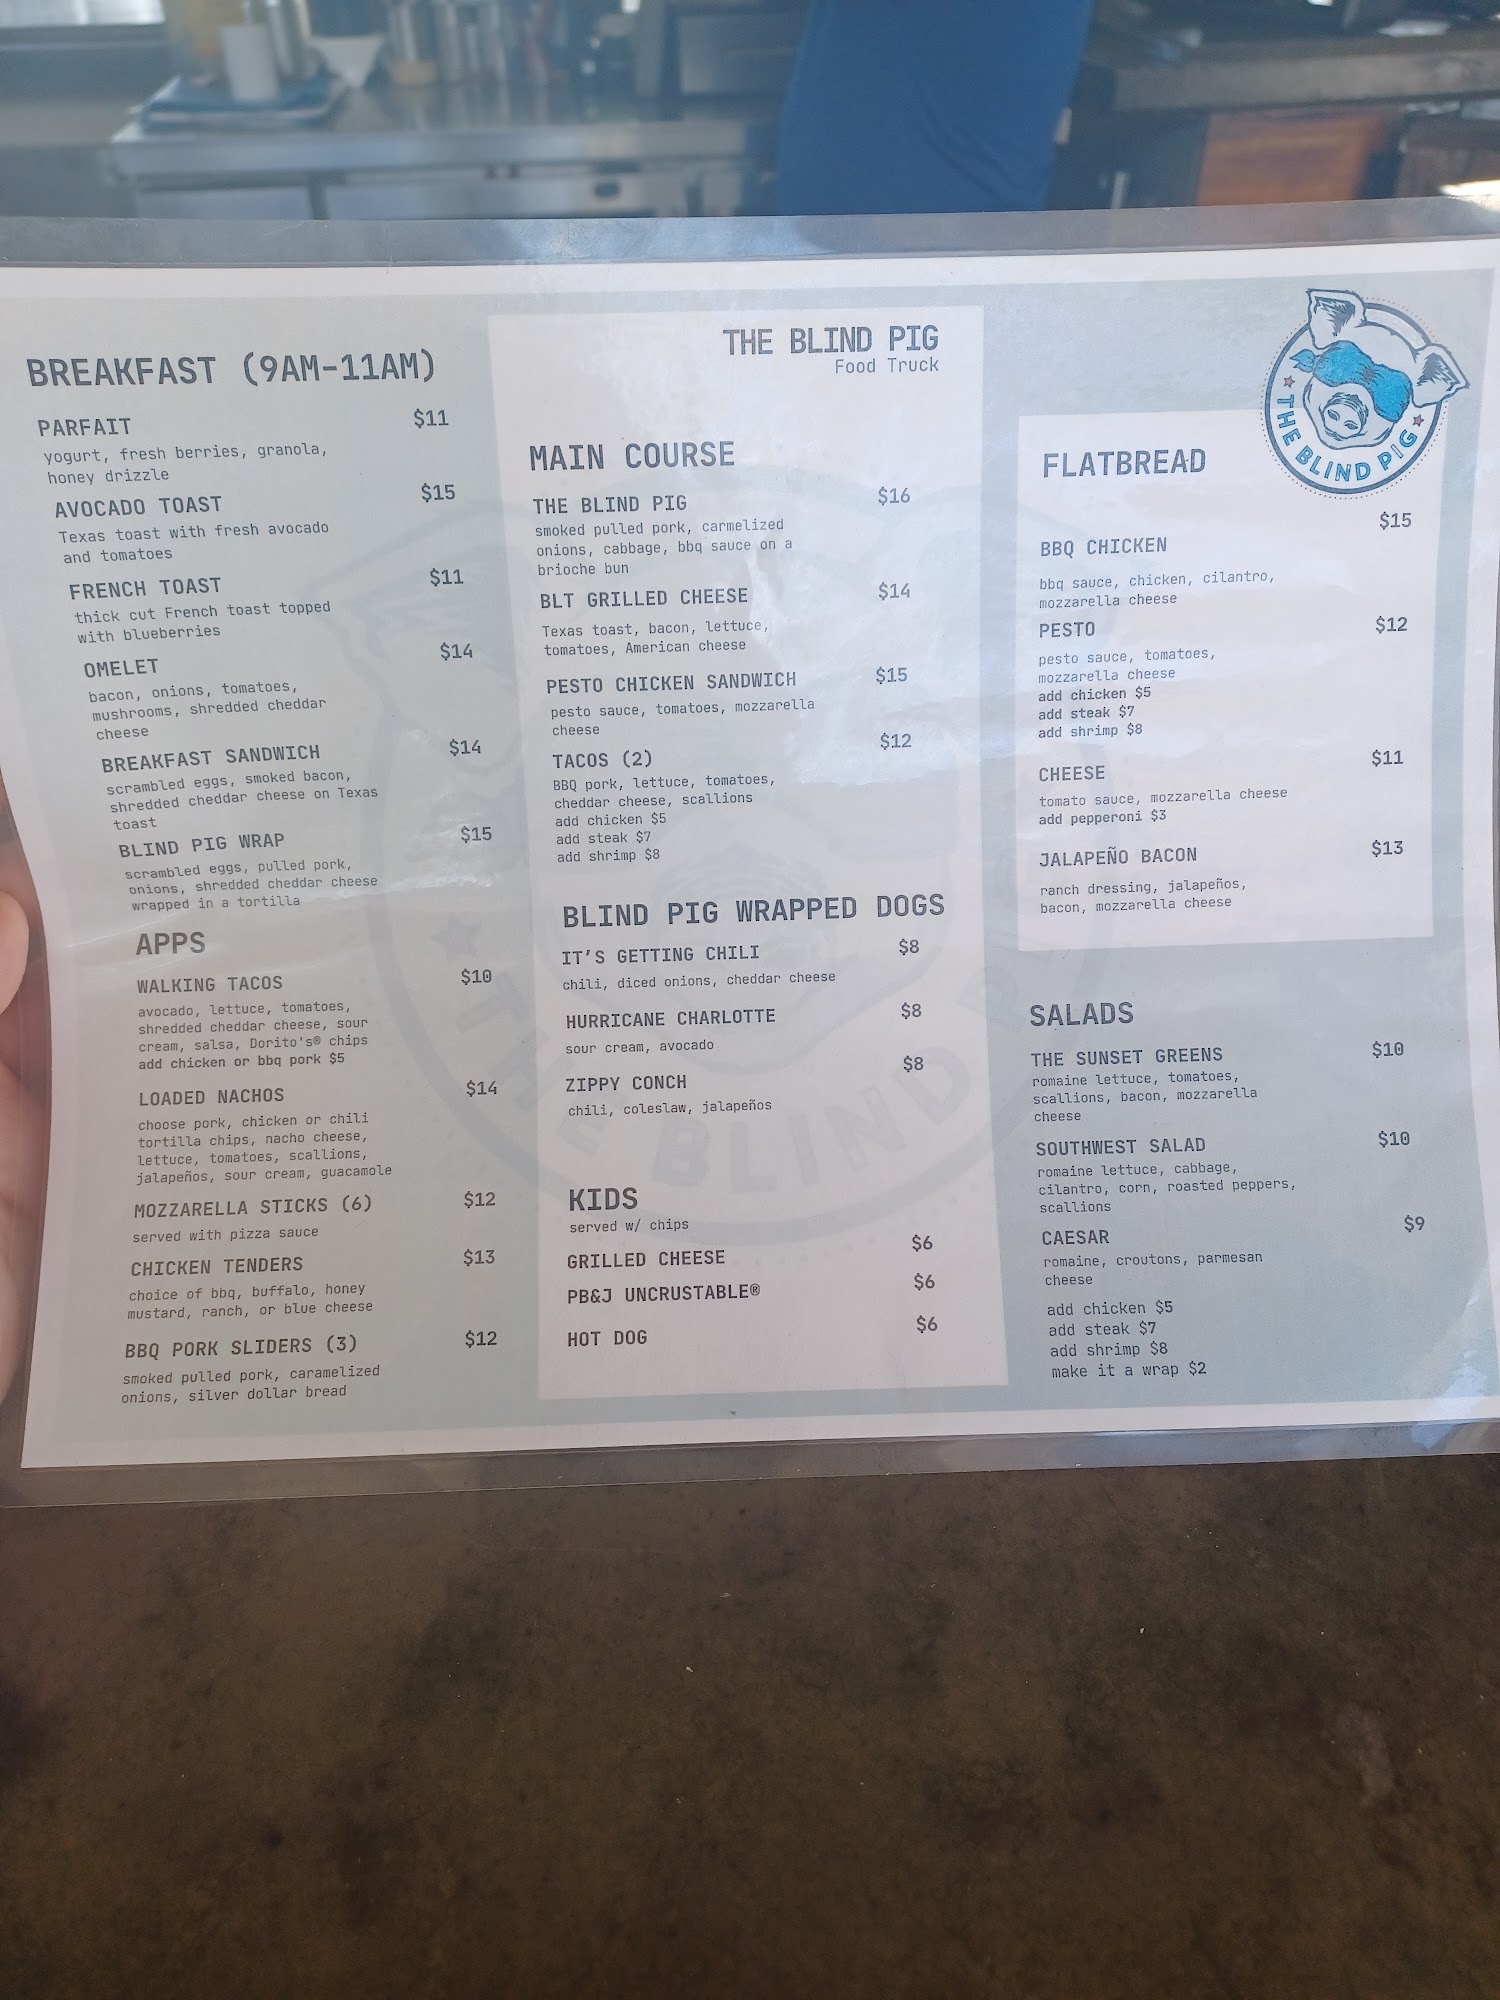 BREAKFAST (9AM-11AM)
PARFAIT $11
yogurt, fresh berries, granola,
honey drizzle
AVOCADO TOAST $15
Texas toast with fresh avocado
and tomatoes
FRENCH TOAST $11
thick cut French toast topped
with blueberries
OMELET $14
bacon, onions, tomatoes,
mushrooms, shredded cheddar
cheese
BREAKFAST SANDWICH $14
scrambled eggs, smoked bacon,
shredded cheddar cheese on Texas
toast
BLIND PIG WRAP $15
scrambled eggs, pulled pork,
onions, shredded cheddar cheese
wrapped in a tortilla
APPS
WALKING TACOS $10
avocado, lettuce, tomatoes,
shredded cheddar cheese, sour
cream, salsa, Dorito's® chips
add chicken or bbq pork $5
LOADED NACHOS $14
choose pork, chicken or chili
tortilla chips, nacho cheese,
lettuce, tomatoes, scallions,
jalapeños, sour cream, guacamole
MOZZARELLA STICKS (6) $12
served with pizza sauce
CHICKEN TENDERS $13
choice of bbq, buffalo, honey
mustard, ranch, or blue cheese
BBQ PORK SLIDERS (3) $12
smoked pulled pork, caramelized
onions, silver dollar bread
THE BLIND PIG
Food Truck
MAIN COURSE
THE BLIND PIG $16
smoked pulled pork, carmelized
onions, cabbage, bbq sauce on a
brioche bun
BLT GRILLED CHEESE $14
Texas toast, bacon, lettuce,
tomatoes, American cheese
PESTO CHICKEN SANDWICH $15
pesto sauce, tomatoes, mozzarella
cheese
TACOS (2) $12
BBQ pork, lettuce, tomatoes,
cheddar cheese, scallions
add chicken $5
add steak $7
add shrimp $8
BLIND PIG WRAPPED DOGS
IT'S GETTING CHILI $8
chili, diced onions, cheddar cheese
HURRICANE CHARLOTTE $8
sour cream, avocado
ZIPPY CONCH $8
chili, coleslaw, jalapeños
KIDS
served w/ chips
GRILLED CHEESE $6
PB&J UNCRUSTABLE® $6
HOT DOG $6
THE BLIND PIG
FLATBREAD
BBQ CHICKEN $15
bbq sauce, chicken, cilantro,
mozzarella cheese
PESTO $12
pesto sauce, tomatoes,
mozzarella cheese
add chicken $5
add steak $7
add shrimp $8
CHEESE $11
tomato sauce, mozzarella cheese
add pepperoni $3
JALAPEÑO BACON $13
ranch dressing, jalapeños,
bacon, mozzarella cheese
SALADS
THE SUNSET GREENS $10
romaine lettuce, tomatoes,
scallions, bacon, mozzarella
cheese
SOUTHWEST SALAD $10
romaine lettuce, cabbage,
cilantro, corn, roasted peppers,
scallions
CAESAR $9
romaine, croutons, parmesan
cheese
add chicken $5
add steak $7
add shrimp $8
make it a wrap $2
THE BLIND